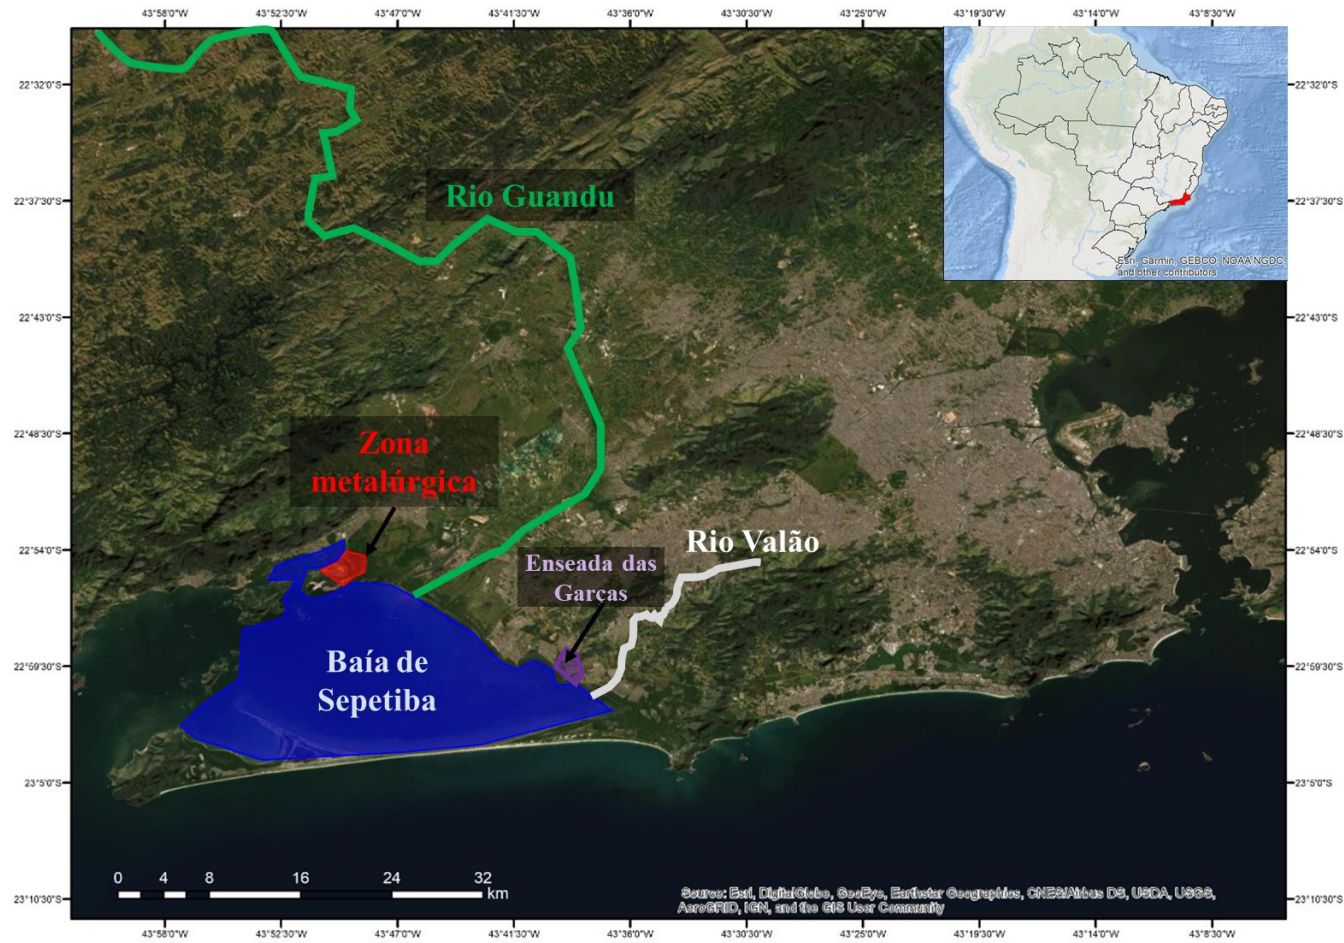 43°58'0"W 43°52'30"W 43°47'0"W 43°41'30"W 43°36'0"W 43°30'30"W 43°25'0"W 43°19'30"W 43°14'0"W 43°8'30"W
22°32'0"S 22°32'0"S
Rio Guandu
22°37'30"S 22°37'30"S
Esri, Garmin, GEBCO, NOAA NGDC,
and other contributors
22°43'0"S 22°43'0"S
22°48'30"S 22°48'30"S
Zona
metalúrgica
22°54'0"S 22°54'0"S
Rio Valão
Enseada das
Garças
22°59'30"S 22°59'30"S
Baía de
Sepetiba
23°5'0"S 23°5'0"S
0 4 8 16 24 32
km
Source: Esri, DigitalGlobe, GeoEye, Earthstar Geographics, CNES/Airbus DS, USDA, USGS,
AeroGRID, IGN, and the GIS User Community
23°10'30"S 23°10'30"S
43°58'0"W 43°52'30"W 43°47'0"W 43°41'30"W 43°36'0"W 43°30'30"W 43°25'0"W 43°19'30"W 43°14'0"W 43°8'30"W